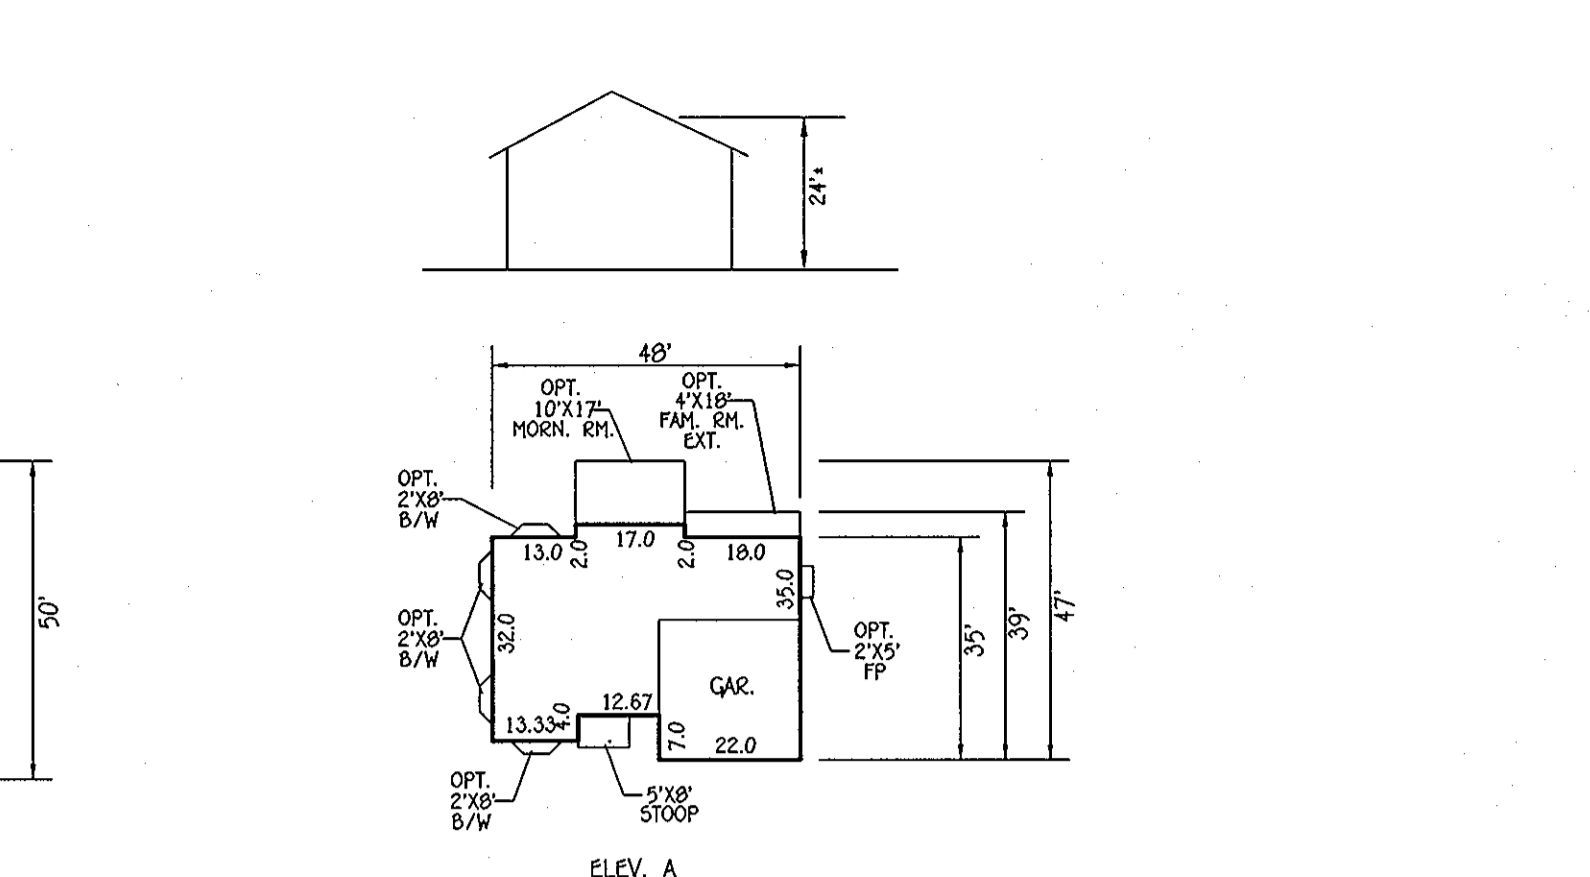 24'±
48'
OPT.
10'X17'
MORN. RM.
OPT.
4'X18'
FAM. RM.
EXT.
OPT.
2'X8'
B/W
13.0
2.0
17.0
2.0
18.0
35.0
50'
OPT.
2'X8'
B/W
32.0
GAR.
OPT.
2'X5'
FP
35'
39'
47'
13.33
4.0
12.67
7.0
22.0
OPT.
2'X8'
B/W
5'X8'
STOOP
ELEV. A